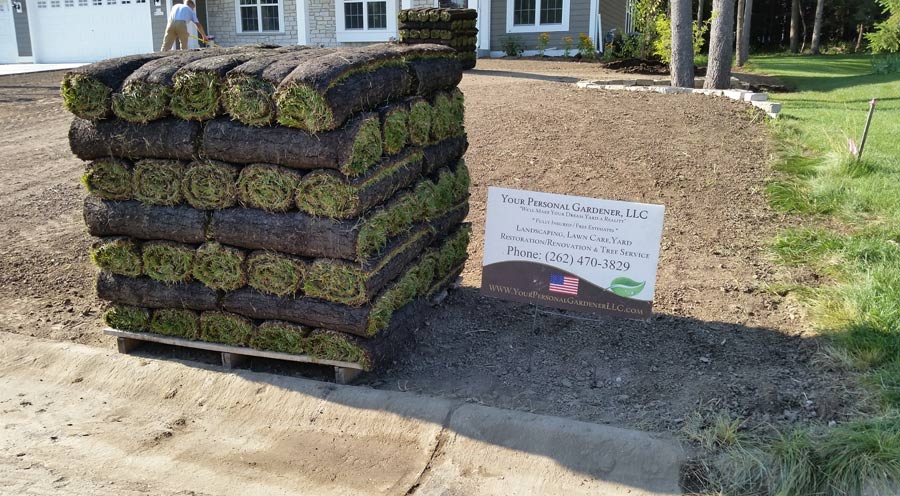 Your Personal Gardener, LLC
"We'll Make Your Dream Yard a Reality"
* Fully Insured / Free Estimates *
Landscaping, Lawn Care, Yard
Restoration/Renovation & Tree Service
Phone: (262) 470-3829
www.YourPersonalGardenerLLC.com